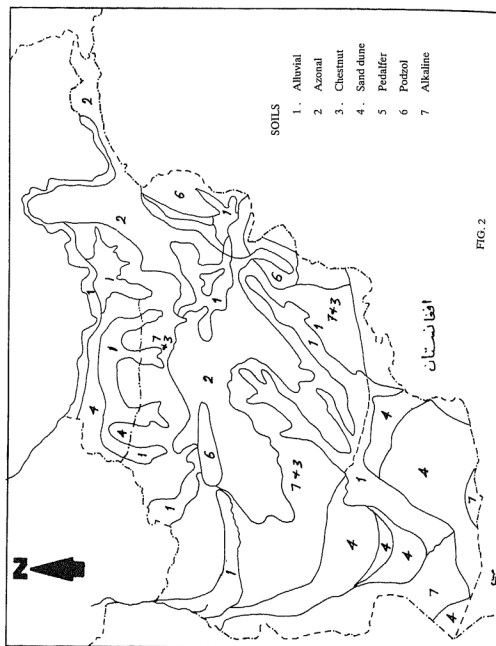 N
2
1
4
1
1
2
4
1
7&3
6
1
1
6
2
1
6
1
7&3
1
1
7&3
1
4
4
4
4
4
7
7
4
افغانستان
SOILS
1. Alluvial
2 Azonal
3. Chestnut
4. Sand dune
5 Pedalfer
6 Podzol
7 Alkaline
FIG. 2